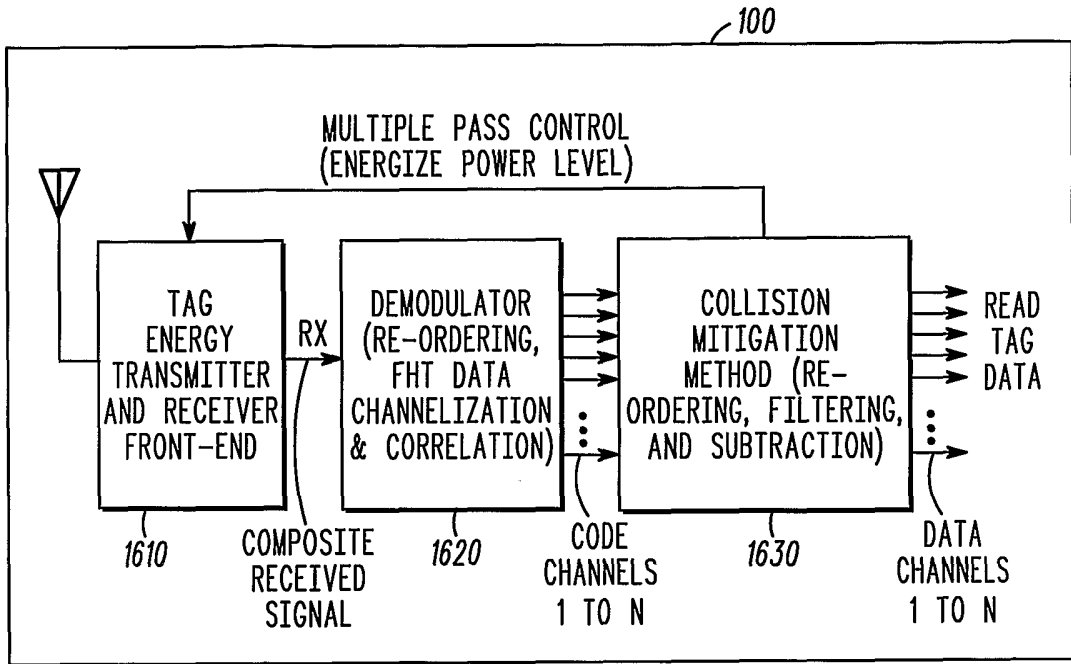 100
MULTIPLE PASS CONTROL
(ENERGIZE POWER LEVEL)
TAG
ENERGY
TRANSMITTER
AND RECEIVER
FRONT-END
RX
DEMODULATOR
(RE-ORDERING,
FHT DATA
CHANNELIZATION
& CORRELATION)
COLLISION
MITIGATION
METHOD (RE-
ORDERING, FILTERING,
AND SUBTRACTION)
READ
TAG
DATA
1610
COMPOSITE
RECEIVED
SIGNAL
1620
CODE
CHANNELS
1 TO N
1630
DATA
CHANNELS
1 TO N